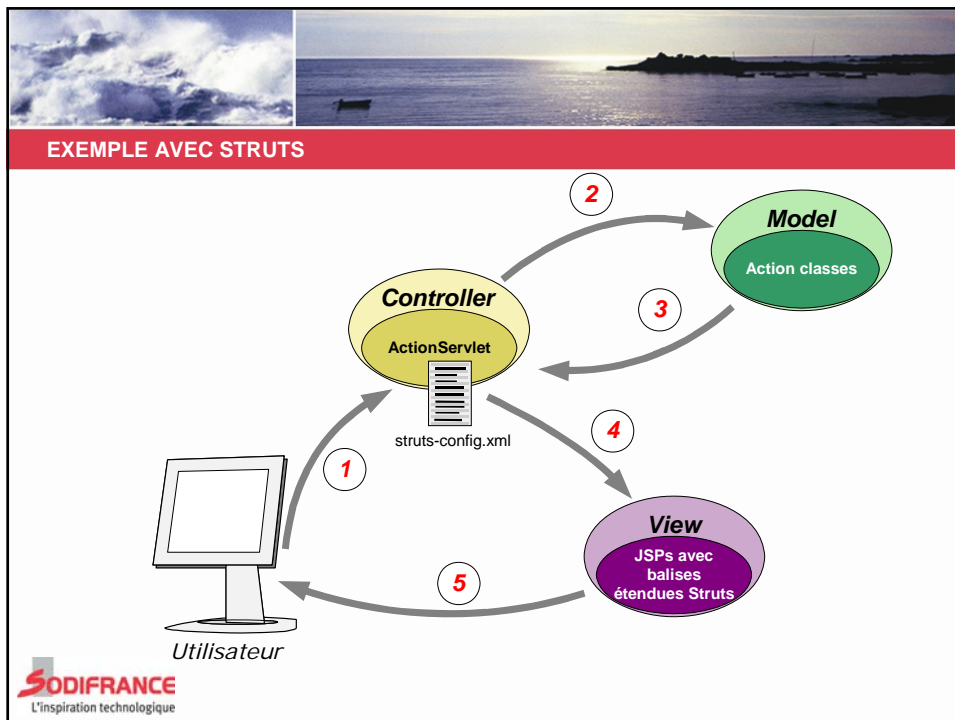 EXEMPLE AVEC STRUTS
2
Model
Action classes
Controller
3
ActionServlet
struts-config.xml
4
1
View
JSPs avec
balises
étendues Struts
5
Utilisateur
SODIFRANCE
L'inspiration technologique